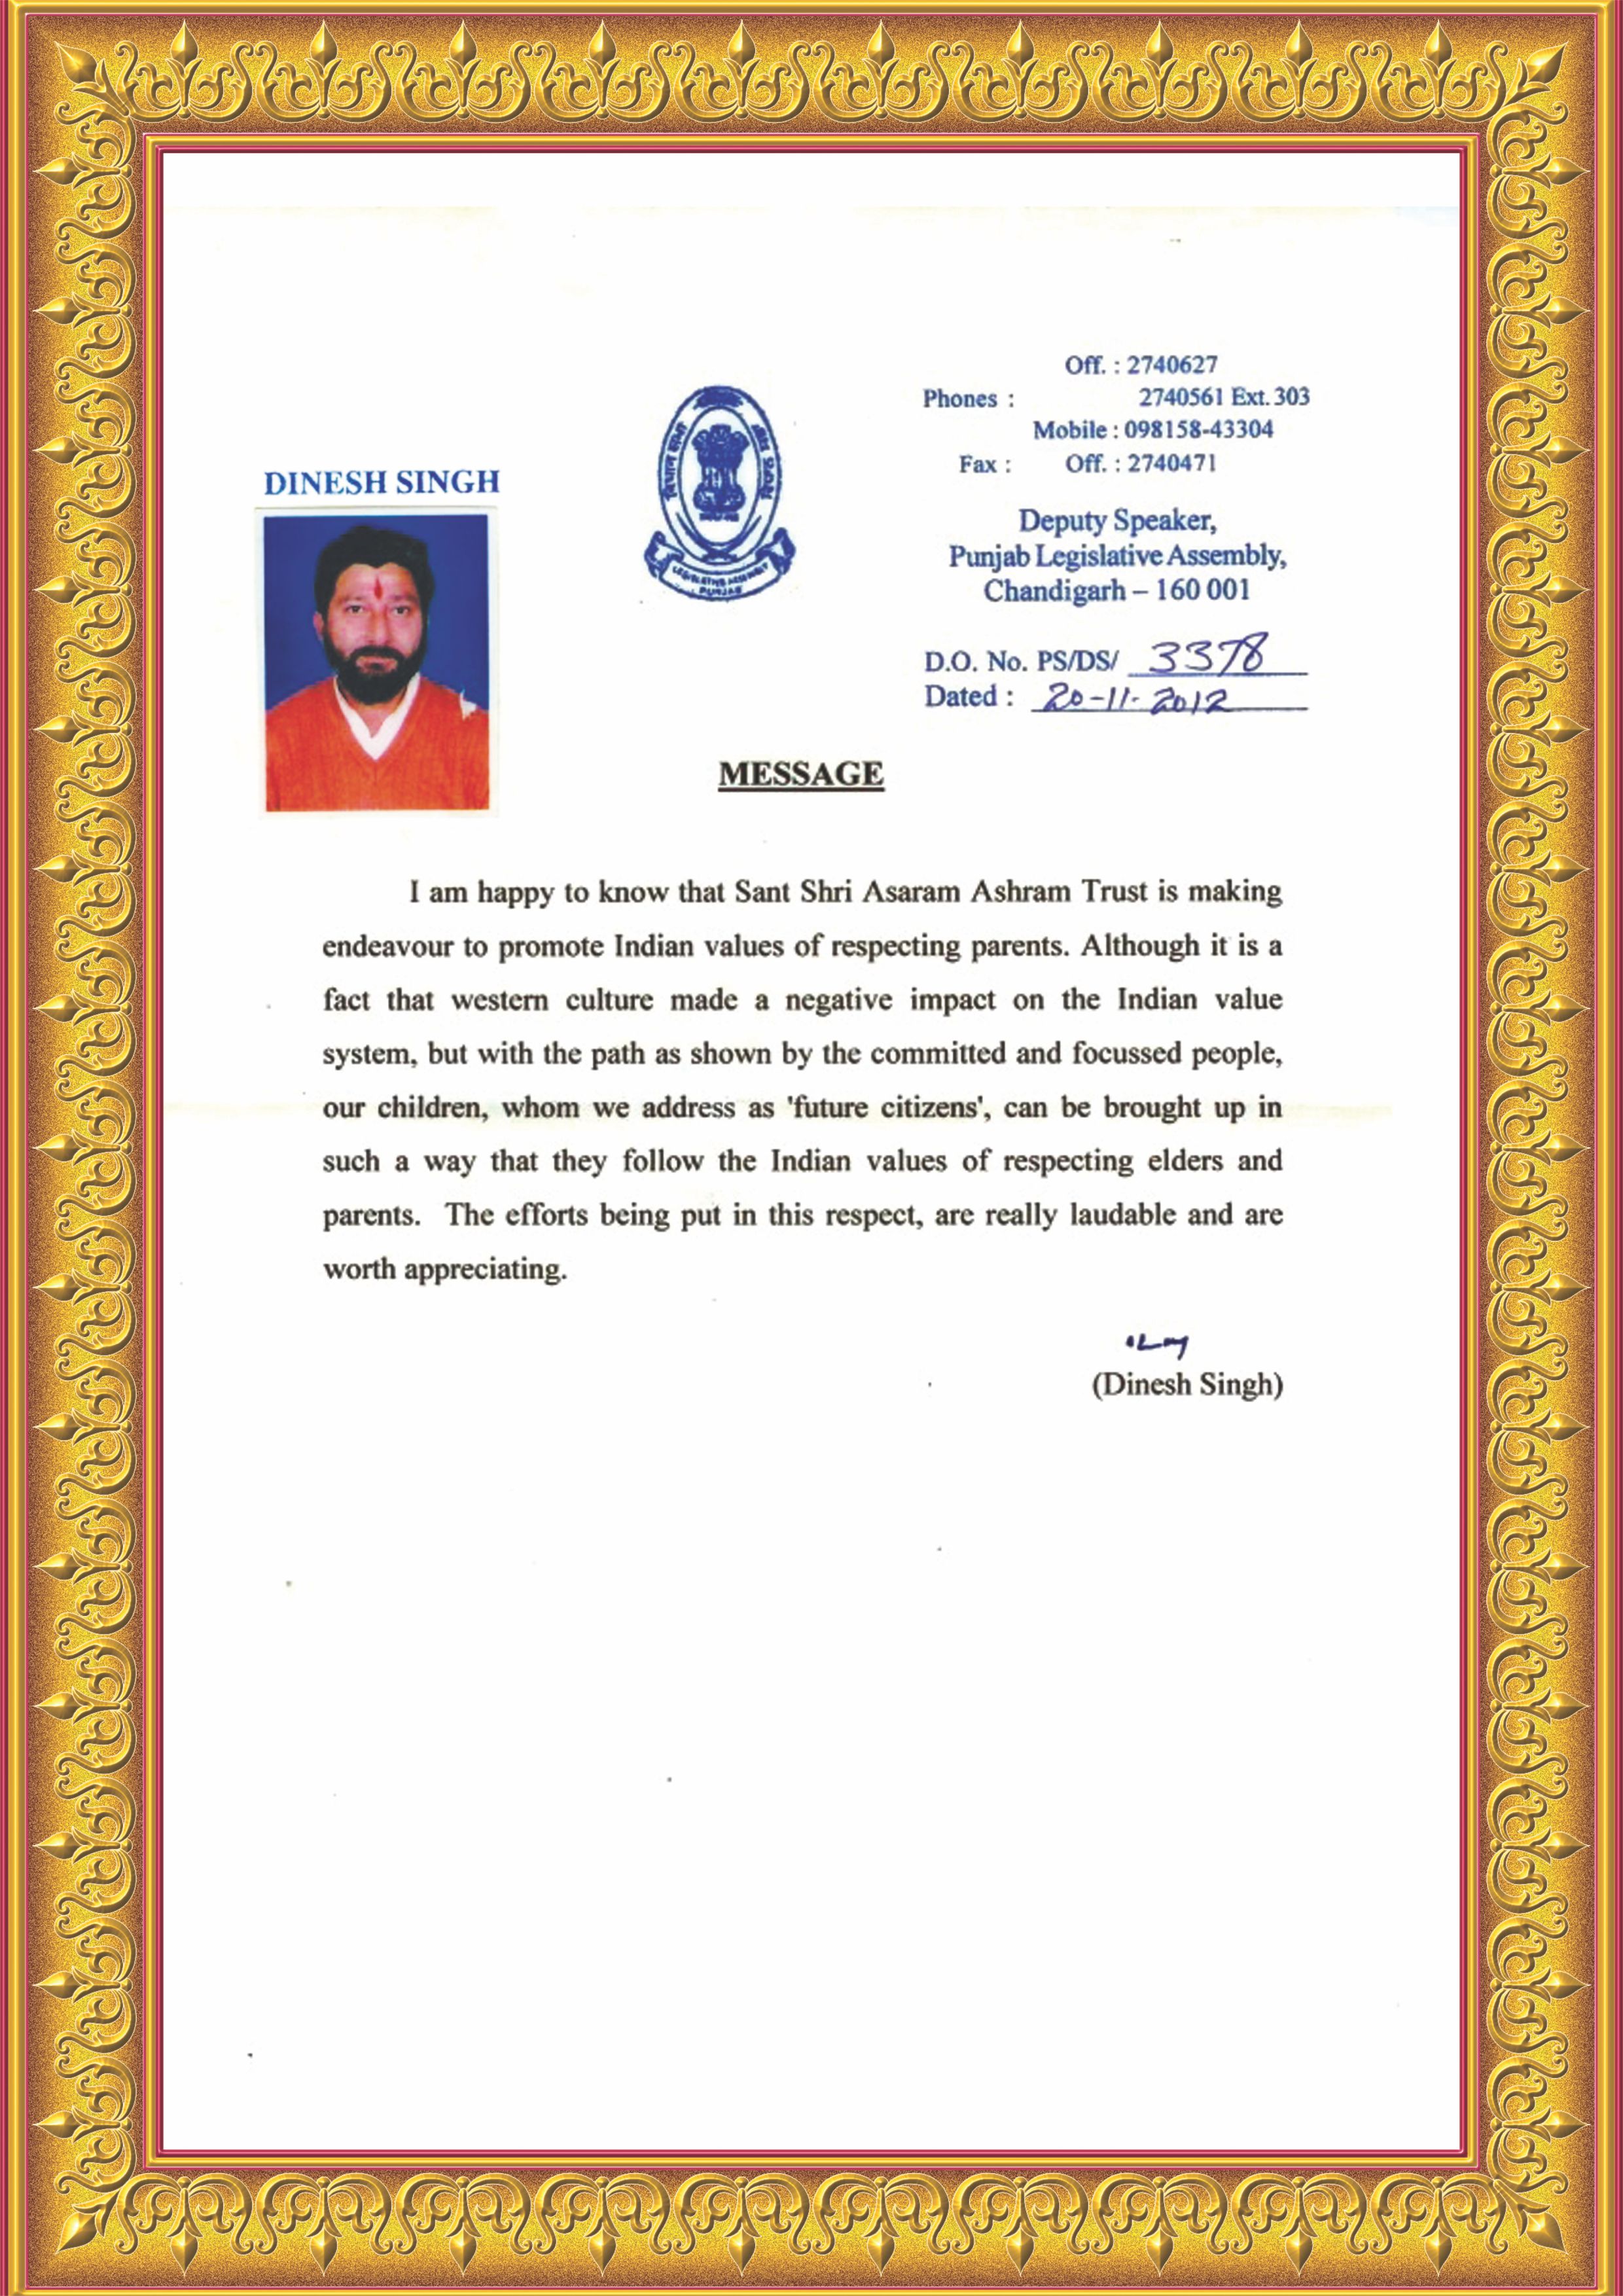 Off. : 2740627
Phones : 2740561 Ext. 303
Mobile : 098158-43304
Fax : Off. : 2740471
DINESH SINGH
LEGISLATIVE ASSEMBLY
PUNJAB
Deputy Speaker,
Punjab Legislative Assembly,
Chandigarh – 160 001
D.O. No. PS/DS/ 3378
Dated : 20-11-2012
MESSAGE
I am happy to know that Sant Shri Asaram Ashram Trust is making
endeavour to promote Indian values of respecting parents. Although it is a
fact that western culture made a negative impact on the Indian value
system, but with the path as shown by the committed and focussed people,
our children, whom we address as 'future citizens', can be brought up in
such a way that they follow the Indian values of respecting elders and
parents. The efforts being put in this respect, are really laudable and are
worth appreciating.
(Dinesh Singh)